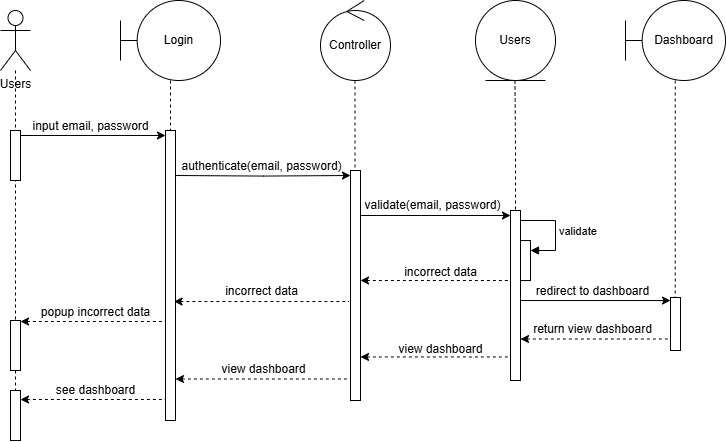 Users
Login
Controller
Users
Dashboard
input email, password
authenticate(email, password)
validate(email, password)
validate
incorrect data
incorrect data
popup incorrect data
redirect to dashboard
return view dashboard
view dashboard
view dashboard
see dashboard